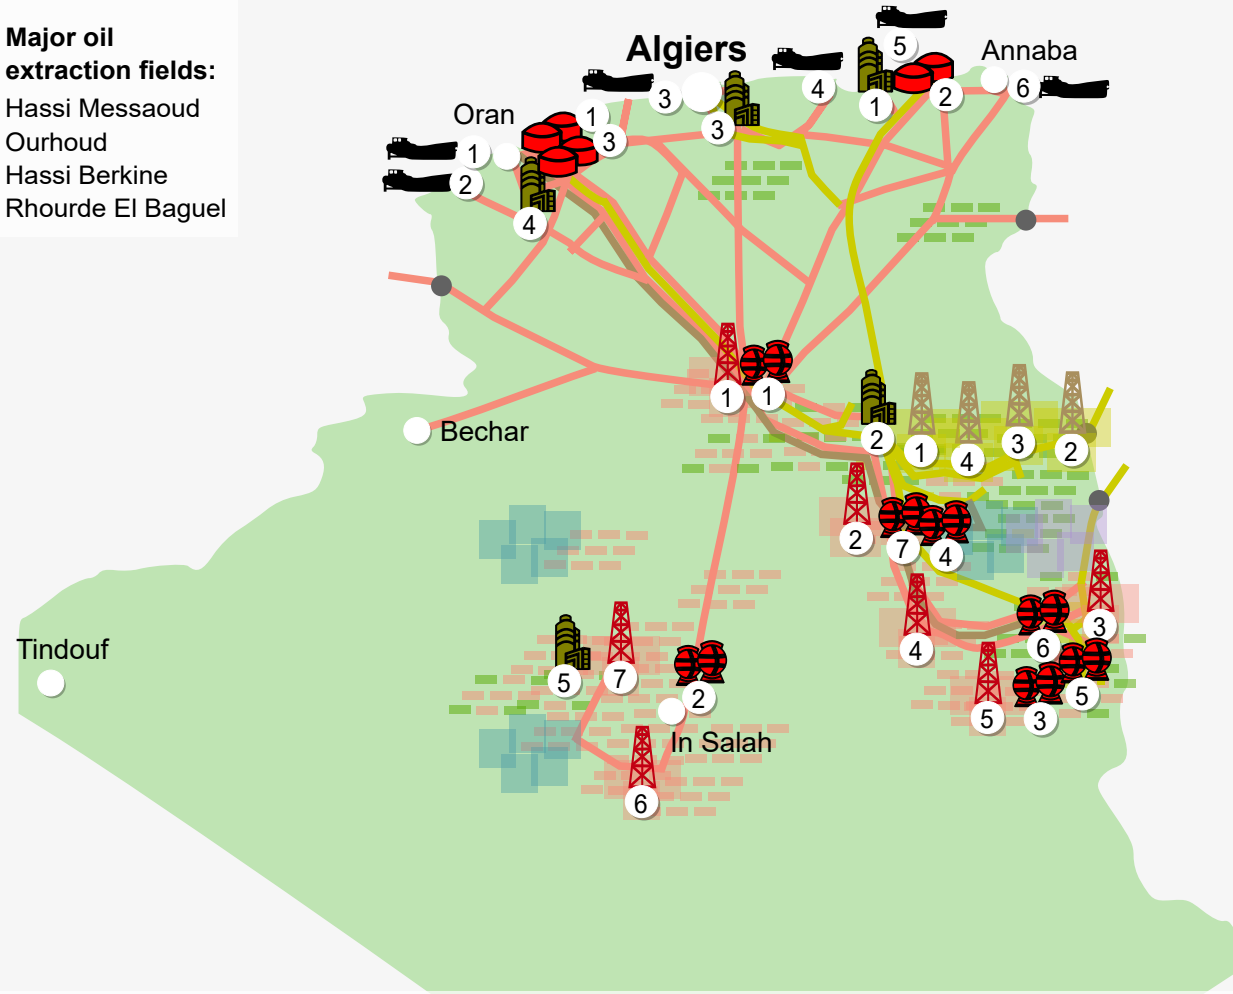 Major oil
extraction fields:
Hassi Messaoud
Ourhoud
Hassi Berkine
Rhourde El Baguel
5
Algiers
Annaba
4
6
3
1
2
Oran
1
3
3
1
2
4
1
1
Bechar
2
1
4
3
2
2
7
4
3
4
6
Tindouf
5
7
2
5
5
3
In Salah
6